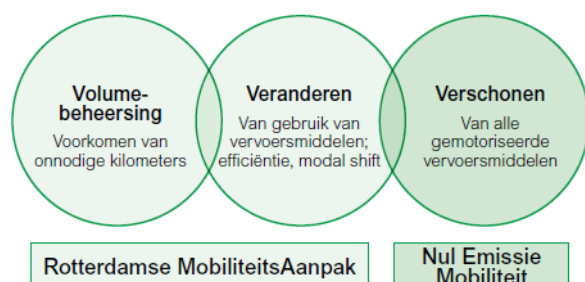 Volume-
beheersing
Voorkomen van
onnodige kilometers
Veranderen
Van gebruik van
vervoersmiddelen;
efficiëntie, modal shift
Verschonen
Van alle
gemotoriseerde
vervoersmiddelen
Rotterdamse MobiliteitsAanpak
Nul Emissie
Mobiliteit